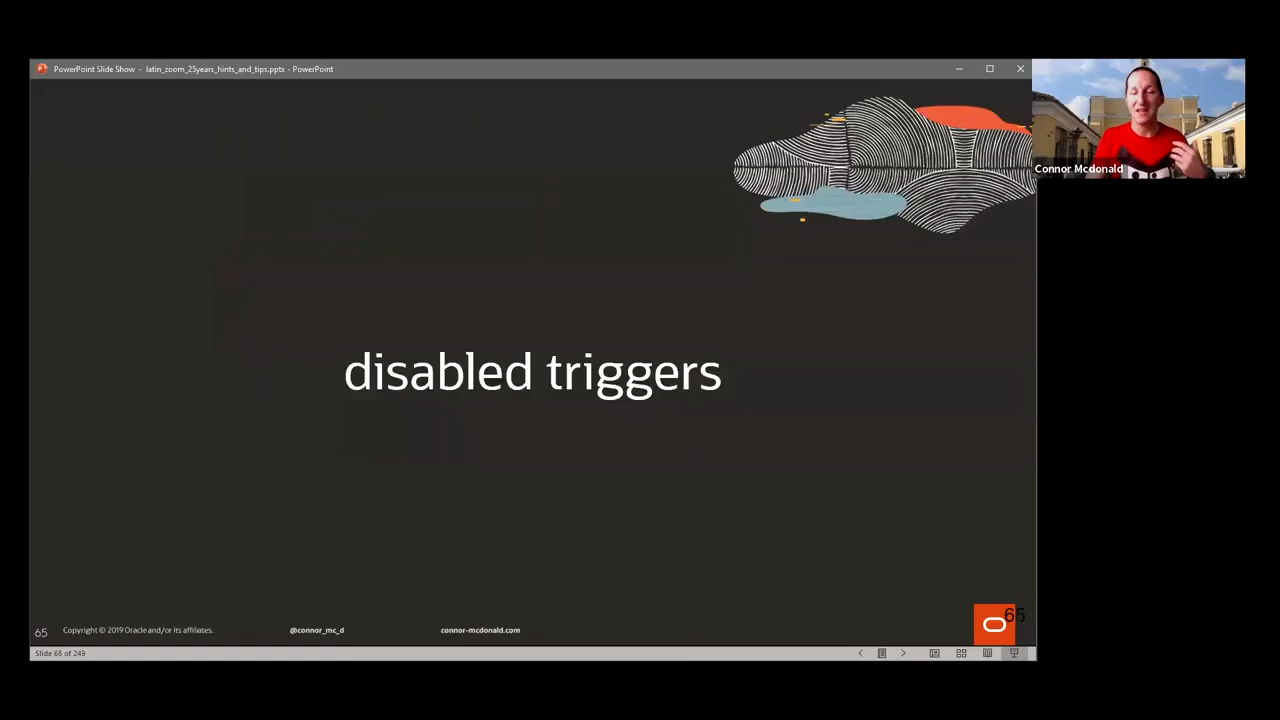 PowerPoint Slide Show - latin_zoom_25years_hints_and_tips.pptx - PowerPoint
Connor Mcdonald
disabled triggers
65
Copyright © 2019 Oracle and/or its affiliates.
@connor_mc_d
connor-mcdonald.com
65
Slide 65 of 249